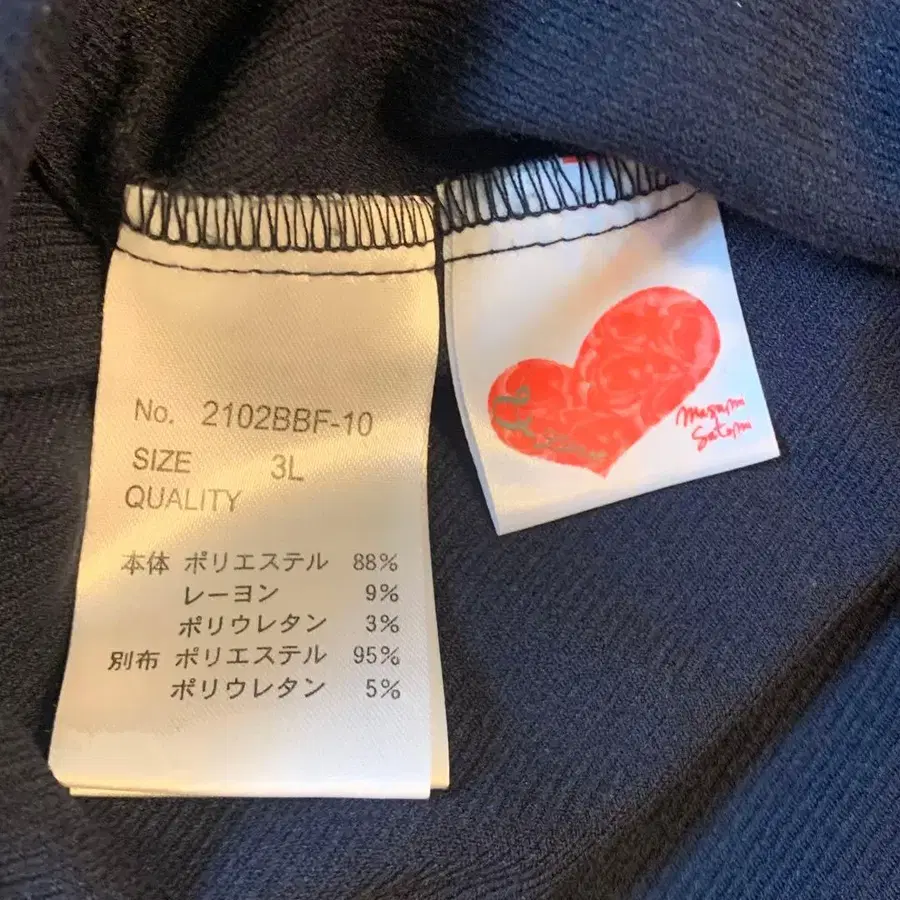 No. 2102BBF-10
SIZE 3L
QUALITY
本体 ポリエステル 88%
レーヨン 9%
ポリウレタン 3%
別布 ポリエステル 95%
ポリウレタン 5%